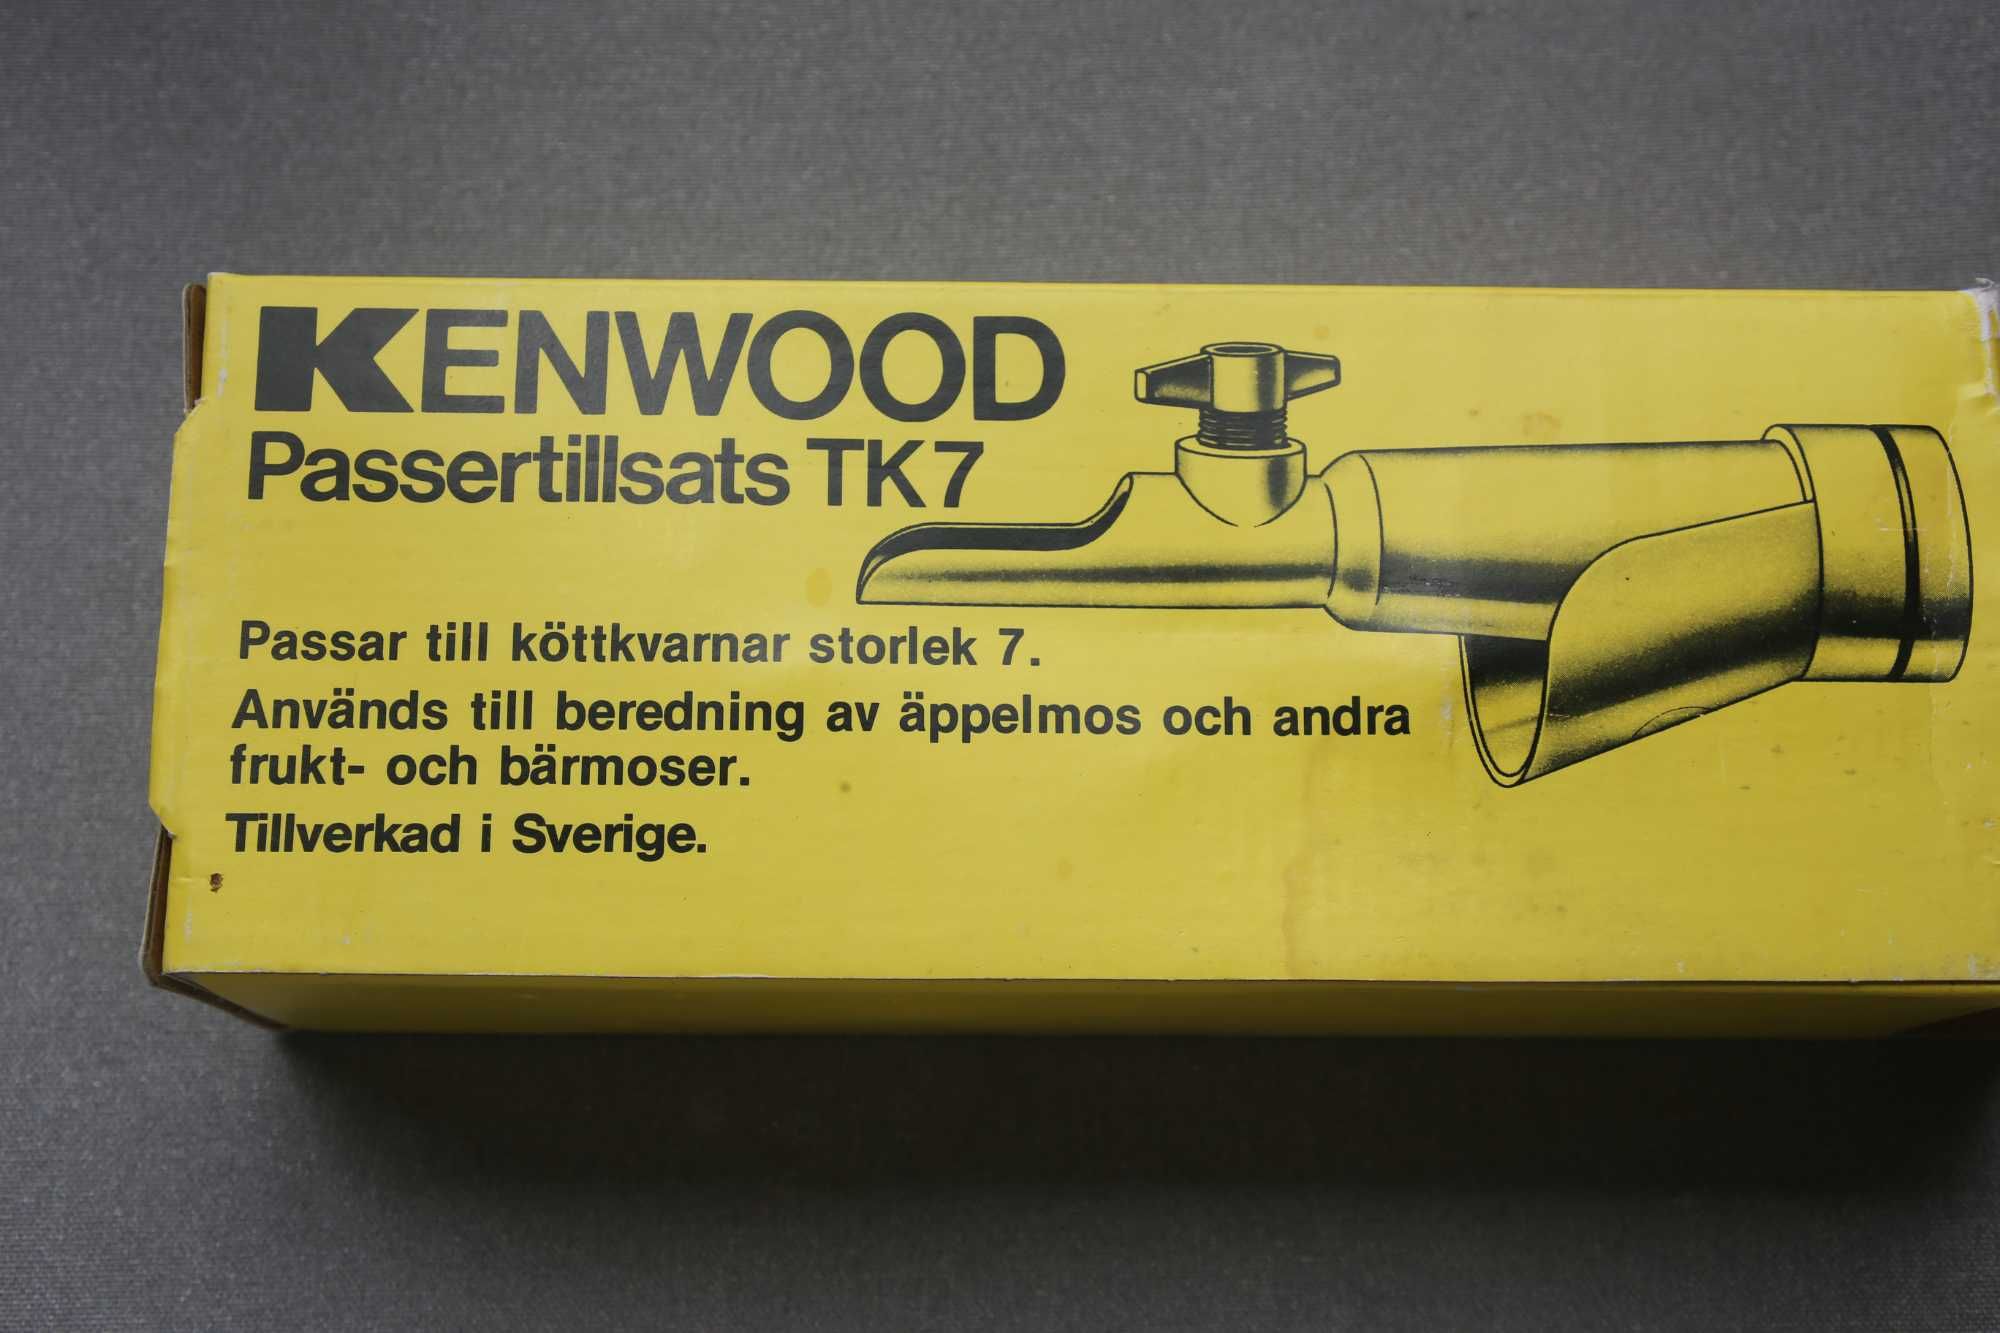 KENWOOD
Passertillsats TK7
Passar till köttkvarnar storlek 7.
Används till beredning av äppelmos och andra
frukt- och bärmoser.
Tillverkad i Sverige.